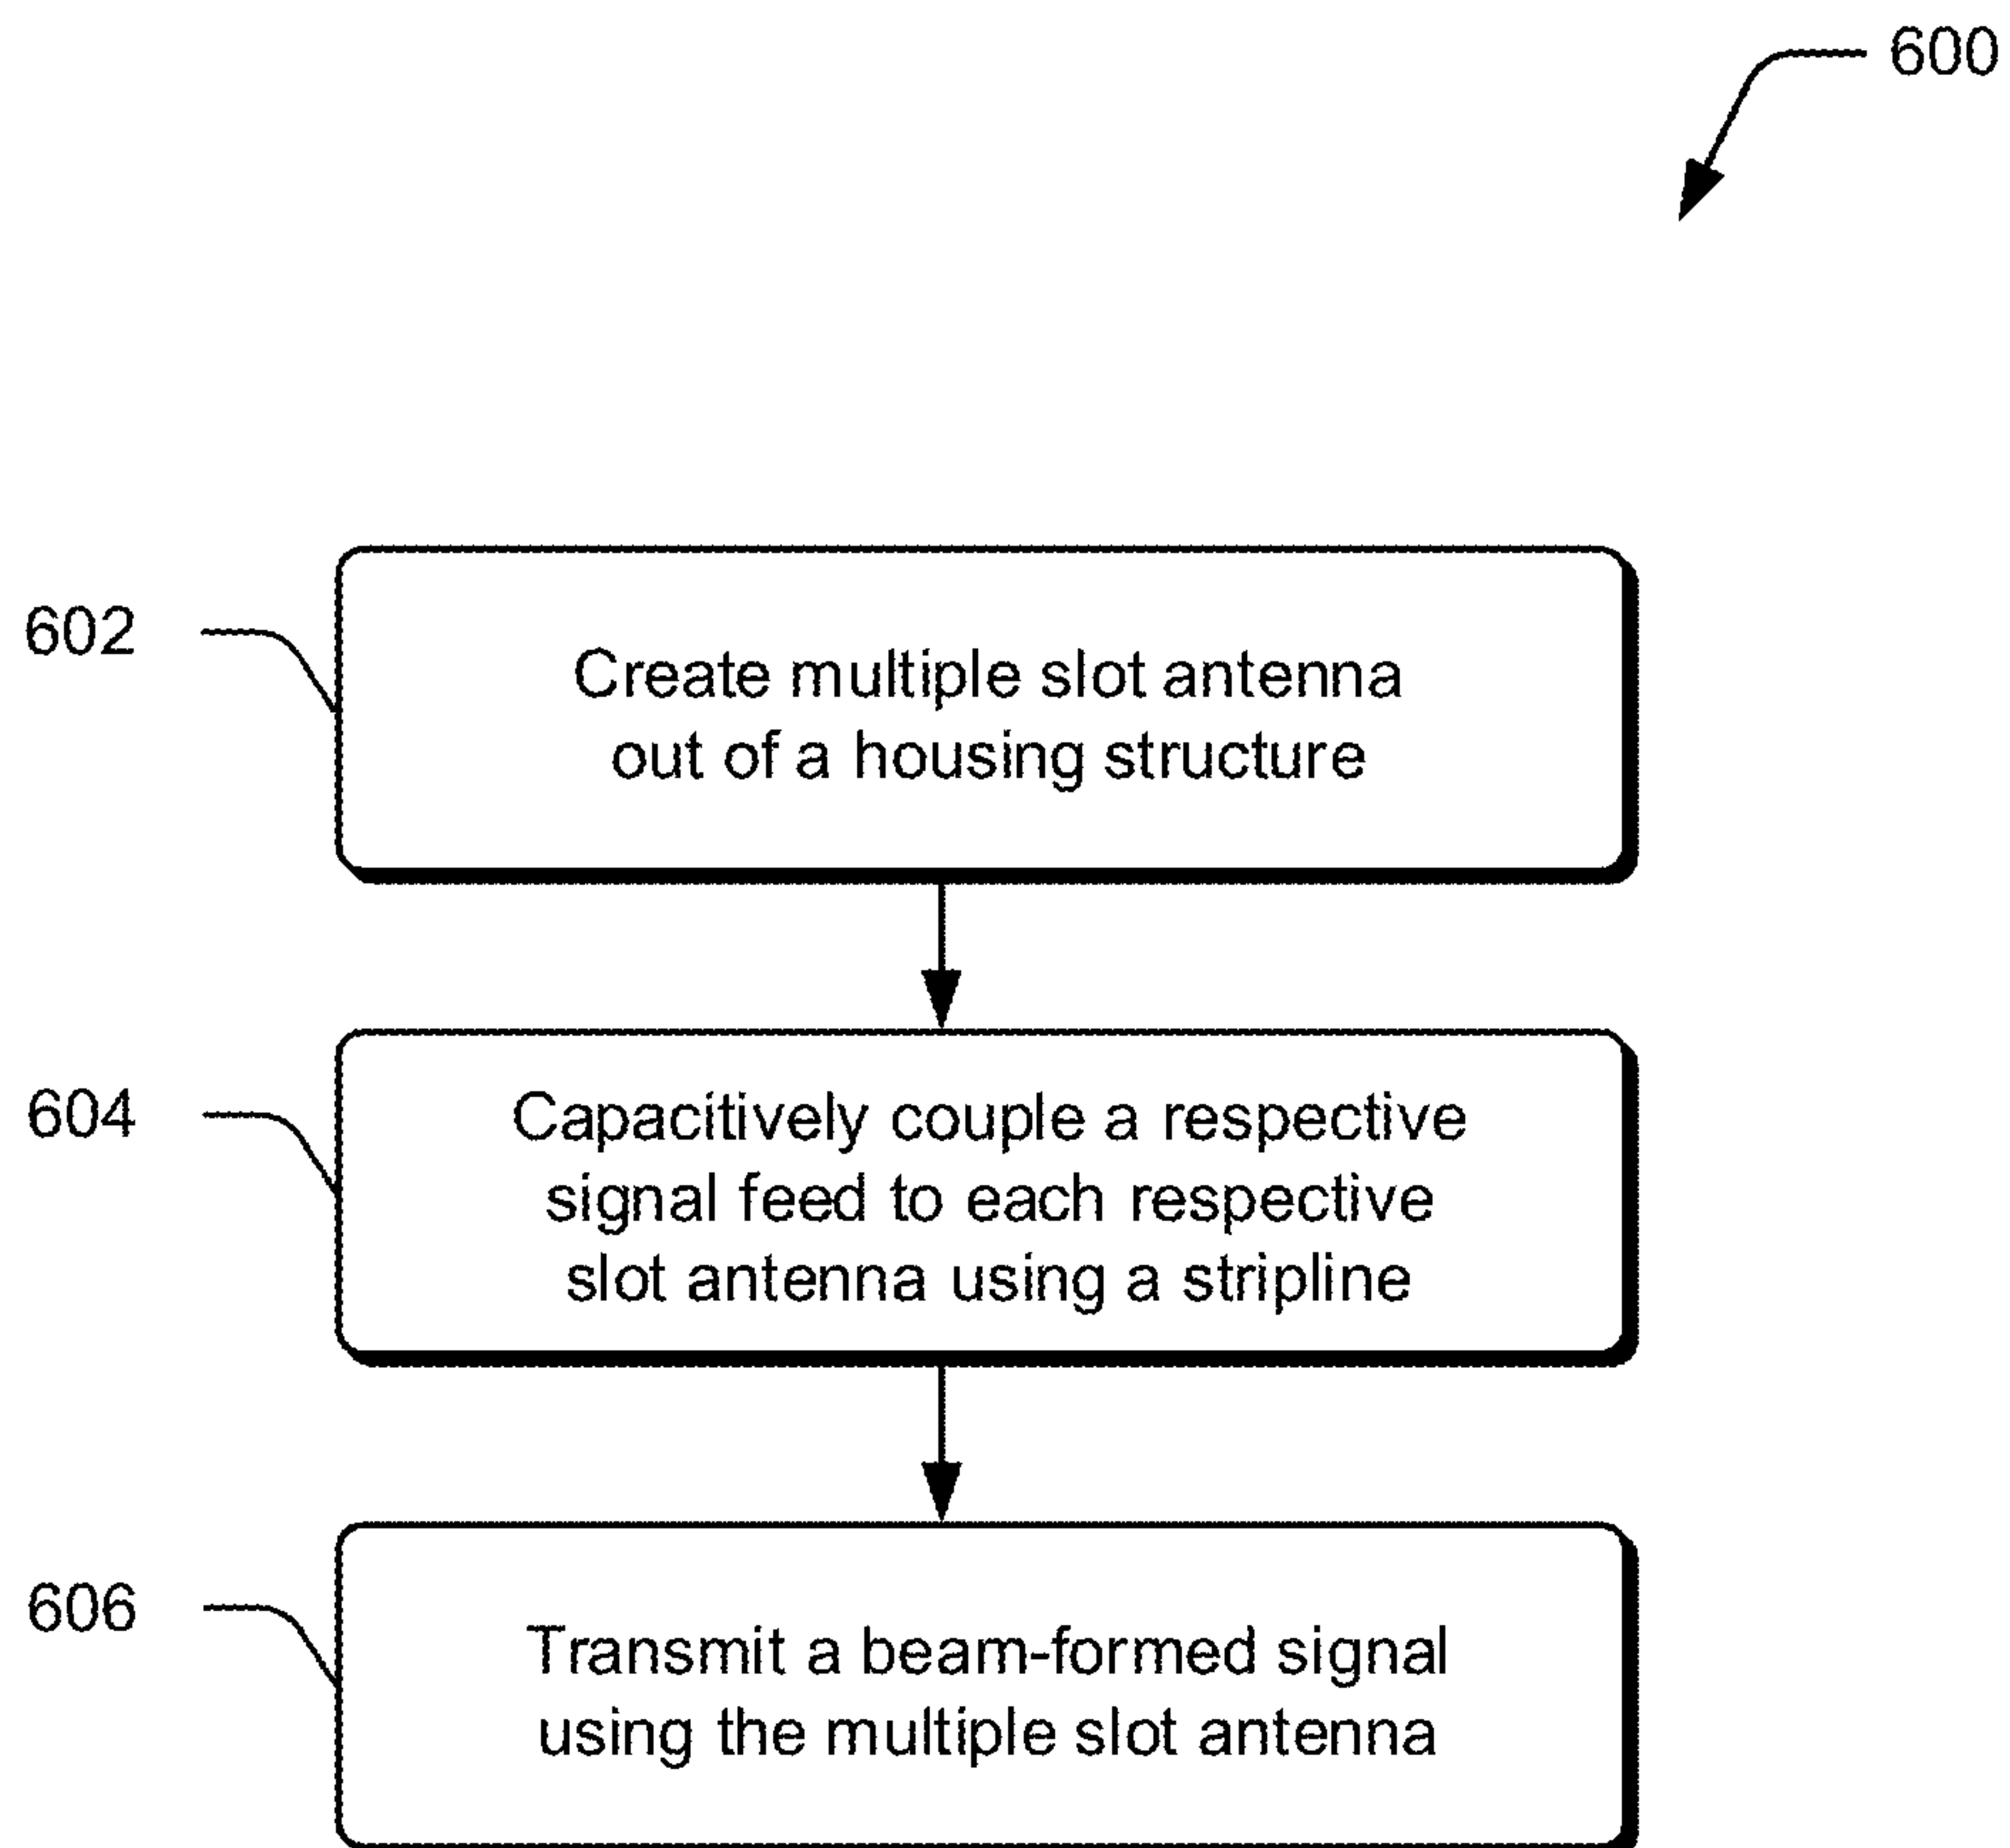 600
602
Create multiple slot antenna
out of a housing structure
604
Capacitively couple a respective
signal feed to each respective
slot antenna using a stripline
606
Transmit a beam-formed signal
using the multiple slot antenna